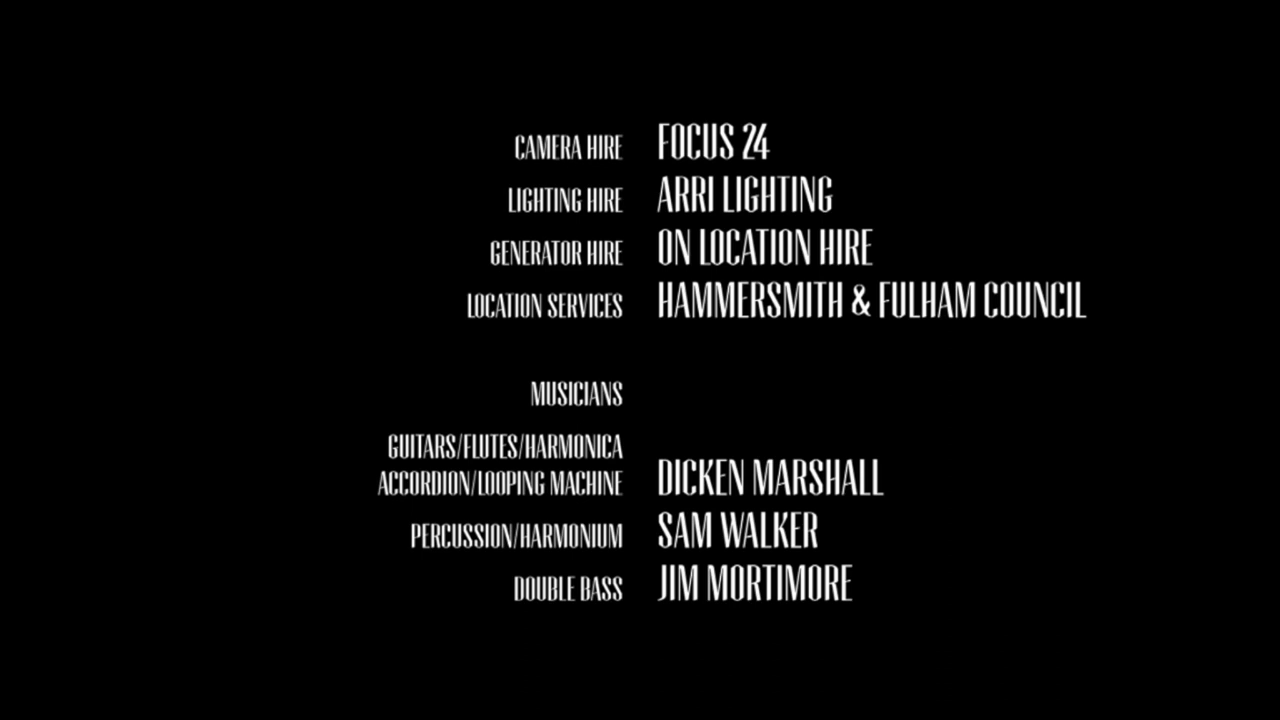 CAMERA HIRE FOCUS 24
LIGHTING HIRE ARRI LIGHTING
GENERATOR HIRE ON LOCATION HIRE
LOCATION SERVICES HAMMERSMITH & FULHAM COUNCIL
MUSICIANS
GUITARS/FLUTES/HARMONICA
ACCORDION/LOOPING MACHINE DICKEN MARSHALL
PERCUSSION/HARMONIUM SAM WALKER
DOUBLE BASS JIM MORTIMORE